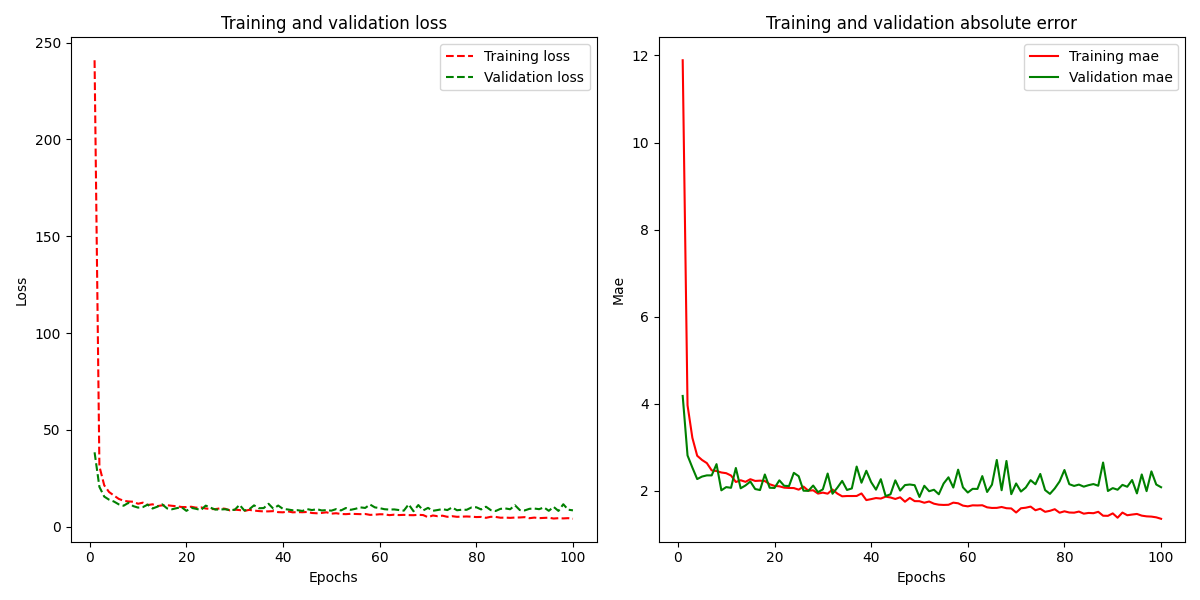 Training and validation loss
250
200
150
100
50
0
Loss
0 20 40 60 80 100
Epochs
Training loss
Validation loss
Training and validation absolute error
12
10
8
6
4
2
Mae
0 20 40 60 80 100
Epochs
Training mae
Validation mae